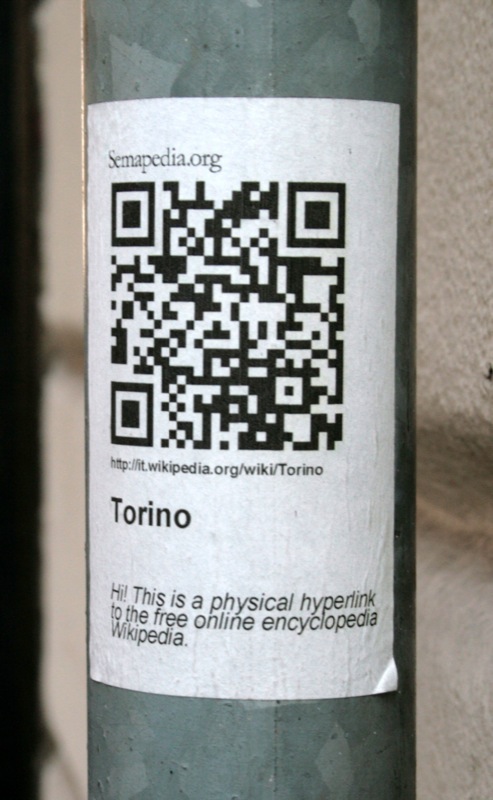 Semapedia.org
http://it.wikipedia.org/wiki/Torino
Torino
Hi! This is a physical hyperlink
to the free online encyclopedia
Wikipedia.